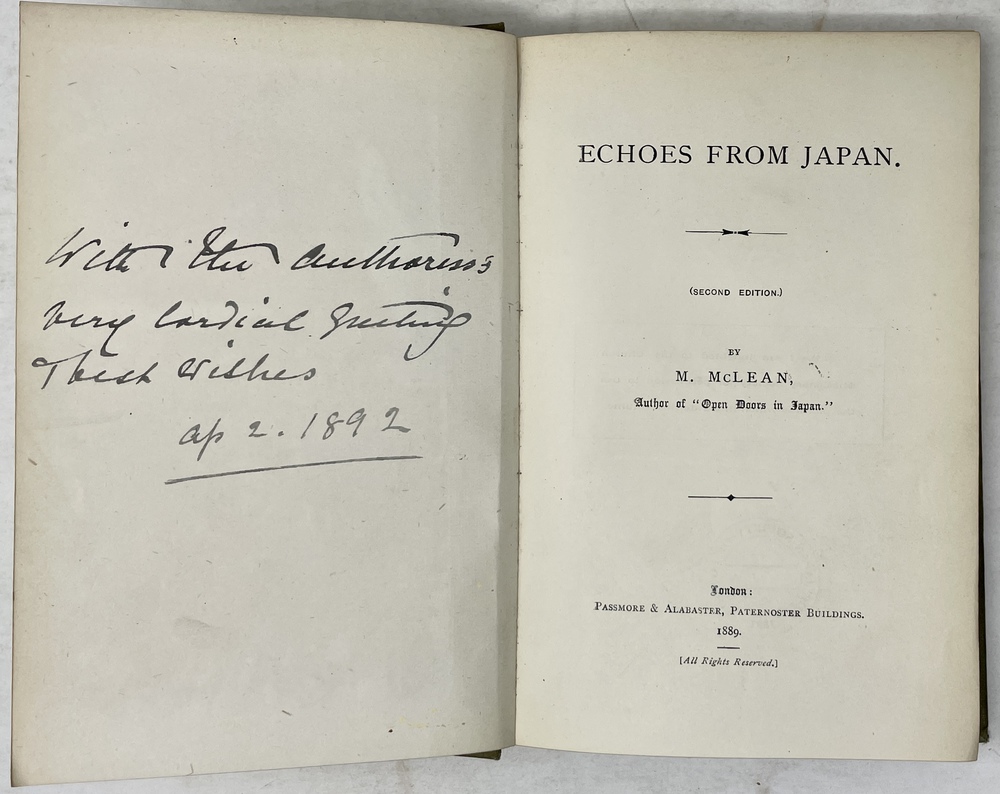 With the authoress's
very cordial greeting
& best wishes
Ap 2. 1892
ECHOES FROM JAPAN.
(SECOND EDITION.)
BY
M. McLEAN,
Author of "Open Doors in Japan."
London:
PASSMORE & ALABASTER, PATERNOSTER BUILDINGS.
1889.
[All Rights Reserved.]